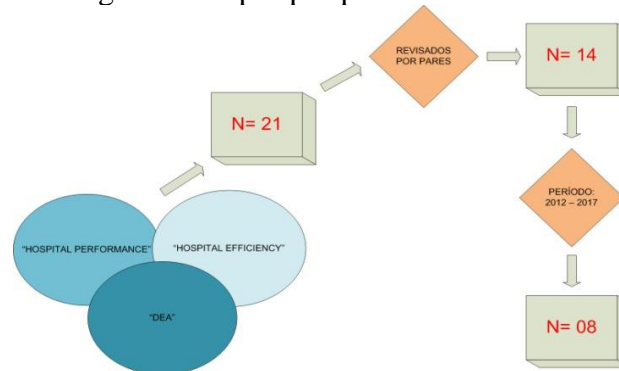 REVISADOS
POR PARES
N= 14
N= 21
PERÍODO:
2012 – 2017
"HOSPITAL PERFORMANCE"
"HOSPITAL EFFICIENCY"
"DEA"
N= 08